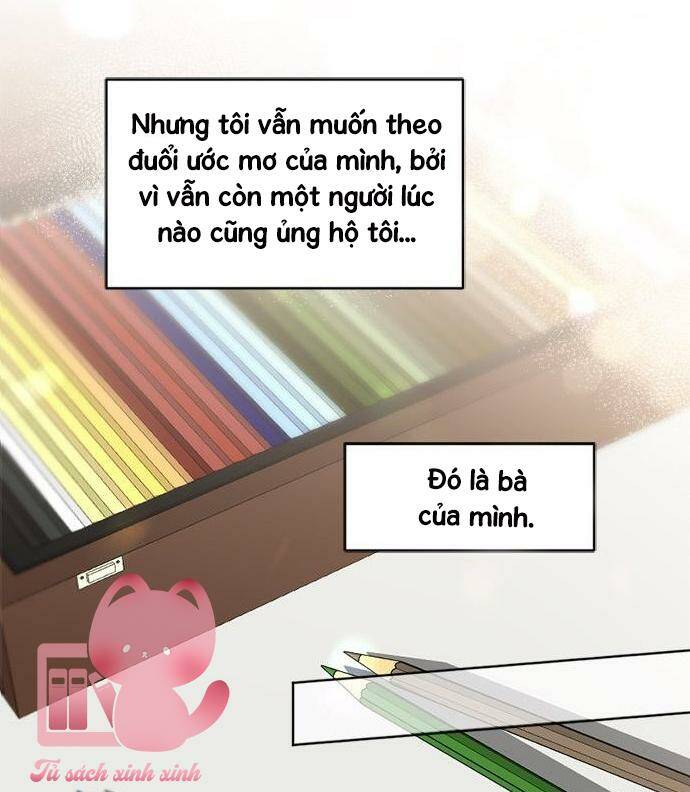 Nhưng tôi vẫn muốn theo
đuổi ước mơ của mình, bởi
vì vẫn còn một người lúc
nào cũng ủng hộ tôi...
Đó là bà
của mình.
Tủ sách xinh xinh